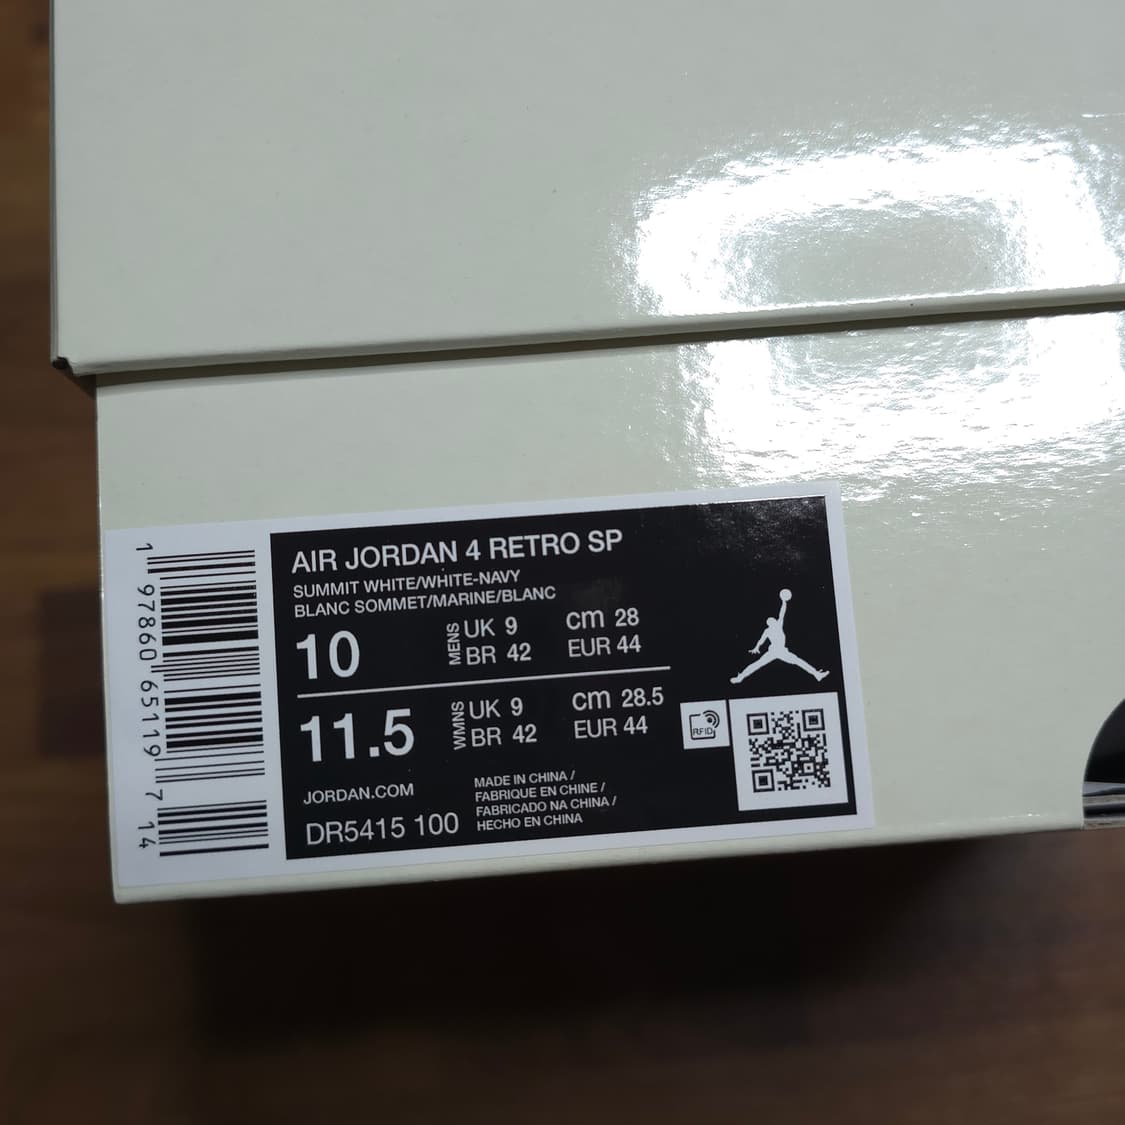 AIR JORDAN 4 RETRO SP
SUMMIT WHITE/WHITE-NAVY
BLANC SOMMET/MARINE/BLANC
10
MENS
UK 9
BR 42
cm 28
EUR 44
11.5
WMNS
UK 9
BR 42
cm 28.5
EUR 44
RFID
JORDAN.COM
DR5415 100
MADE IN CHINA /
FABRIQUE EN CHINE /
FABRICADO NA CHINA /
HECHO EN CHINA
1 97860 65119 7 14